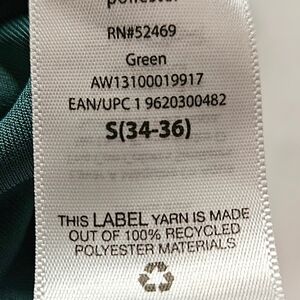 polyester
RN#52469
Green
AW13100019917
EAN/UPC 1 9620300482
S(34-36)
THIS LABEL YARN IS MADE
OUT OF 100% RECYCLED
POLYESTER MATERIALS